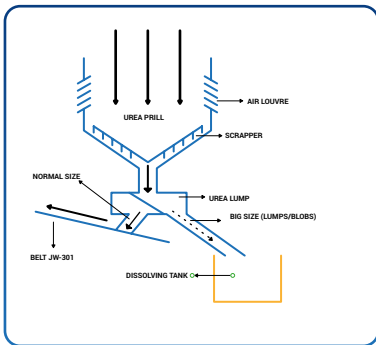 UREA PRILL
AIR LOUVRE
SCRAPPER
NORMAL SIZE
UREA LUMP
BIG SIZE (LUMPS/BLOBS)
BELT JW-301
DISSOLVING TANK